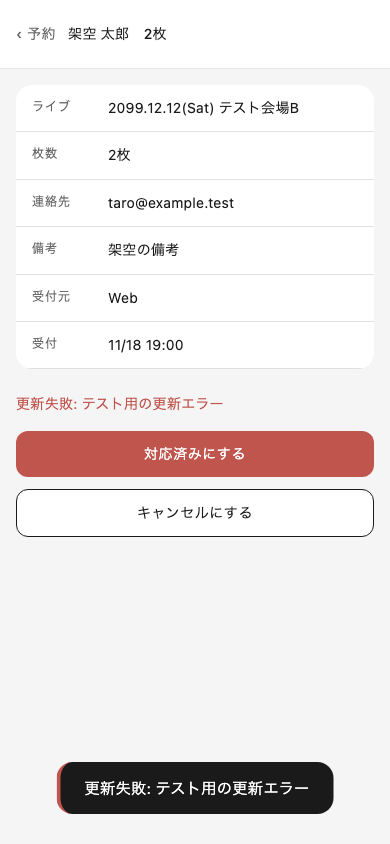 ‹ 予約 架空 太郎 2枚
ライブ 2099.12.12(Sat) テスト会場B
枚数 2枚
連絡先 taro@example.test
備考 架空の備考
受付元 Web
受付 11/18 19:00
更新失敗: テスト用の更新エラー
対応済みにする
キャンセルにする
更新失敗: テスト用の更新エラー